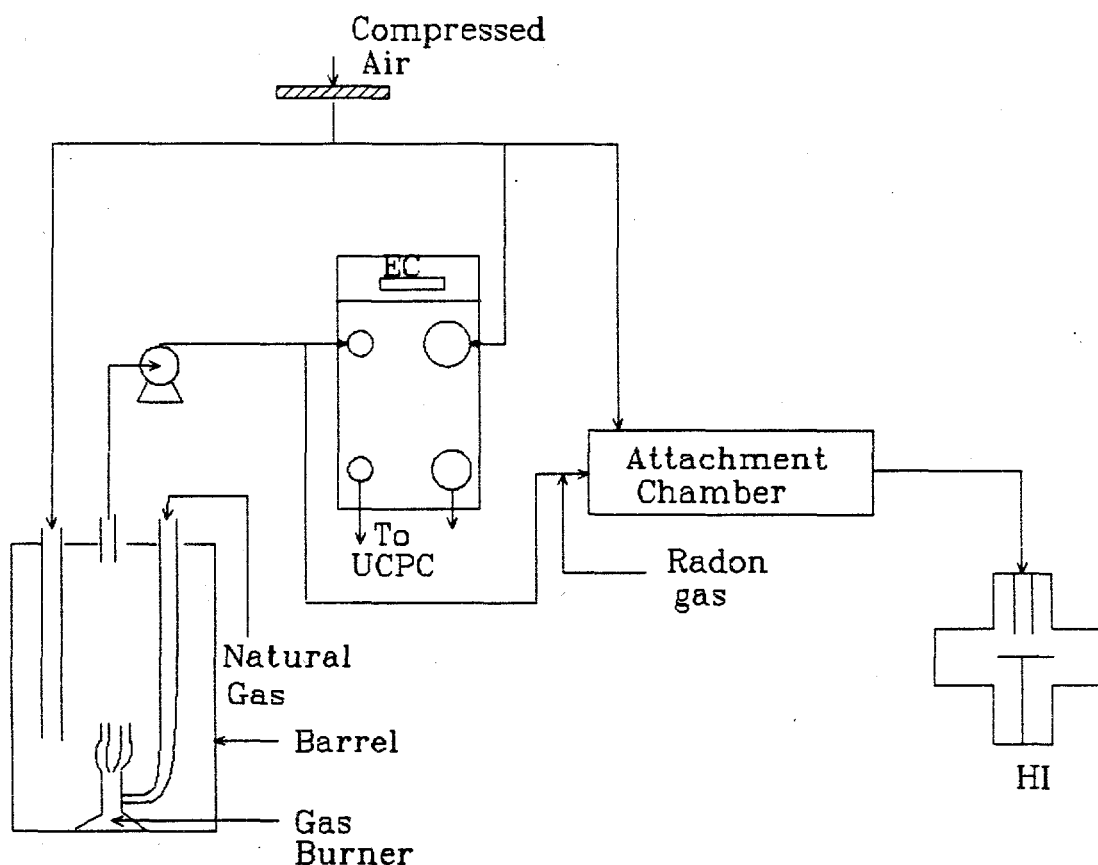 Compressed
Air
EC
To
UCPC
Attachment
Chamber
Radon
gas
Natural
Gas
Barrel
Gas
Burner
HI